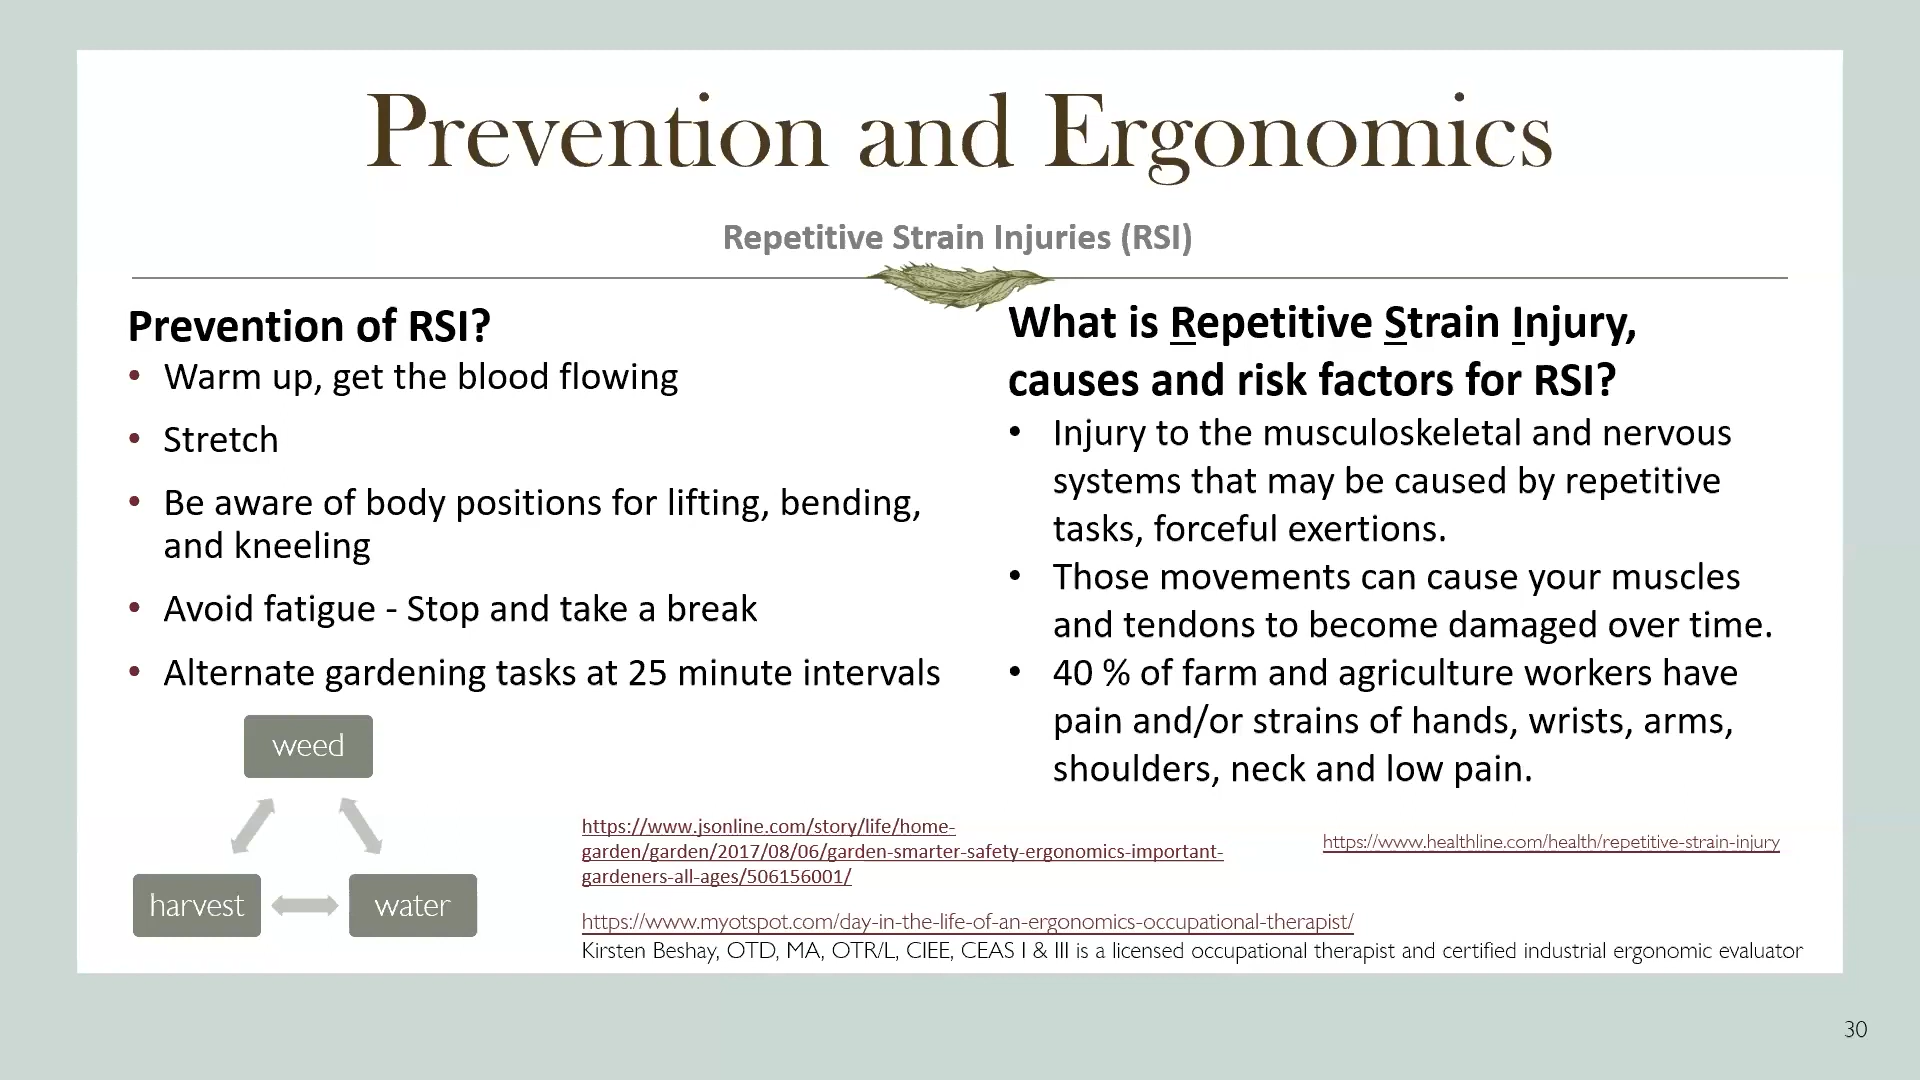 Prevention and Ergonomics
Repetitive Strain Injuries (RSI)
Prevention of RSI?
• Warm up, get the blood flowing
• Stretch
• Be aware of body positions for lifting, bending,
and kneeling
• Avoid fatigue - Stop and take a break
• Alternate gardening tasks at 25 minute intervals
weed
harvest
water
What is Repetitive Strain Injury,
causes and risk factors for RSI?
• Injury to the musculoskeletal and nervous
systems that may be caused by repetitive
tasks, forceful exertions.
• Those movements can cause your muscles
and tendons to become damaged over time.
• 40 % of farm and agriculture workers have
pain and/or strains of hands, wrists, arms,
shoulders, neck and low pain.
https://www.jsonline.com/story/life/home-
garden/garden/2017/08/06/garden-smarter-safety-ergonomics-important-
gardeners-all-ages/506156001/
https://www.healthline.com/health/repetitive-strain-injury
https://www.myotspot.com/day-in-the-life-of-an-ergonomics-occupational-therapist/
Kirsten Beshay, OTD, MA, OTR/L, CIEE, CEAS I & III is a licensed occupational therapist and certified industrial ergonomic evaluator
30